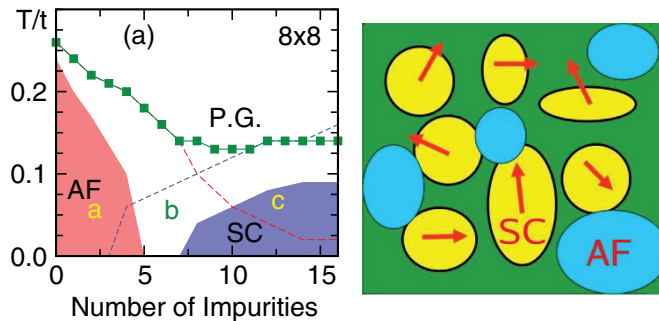 T/t
(a)
8x8
0.2
P.G.
0.1
AF
a
b
c
SC
0.0
0
5
10
15
Number of Impurities
SC
AF